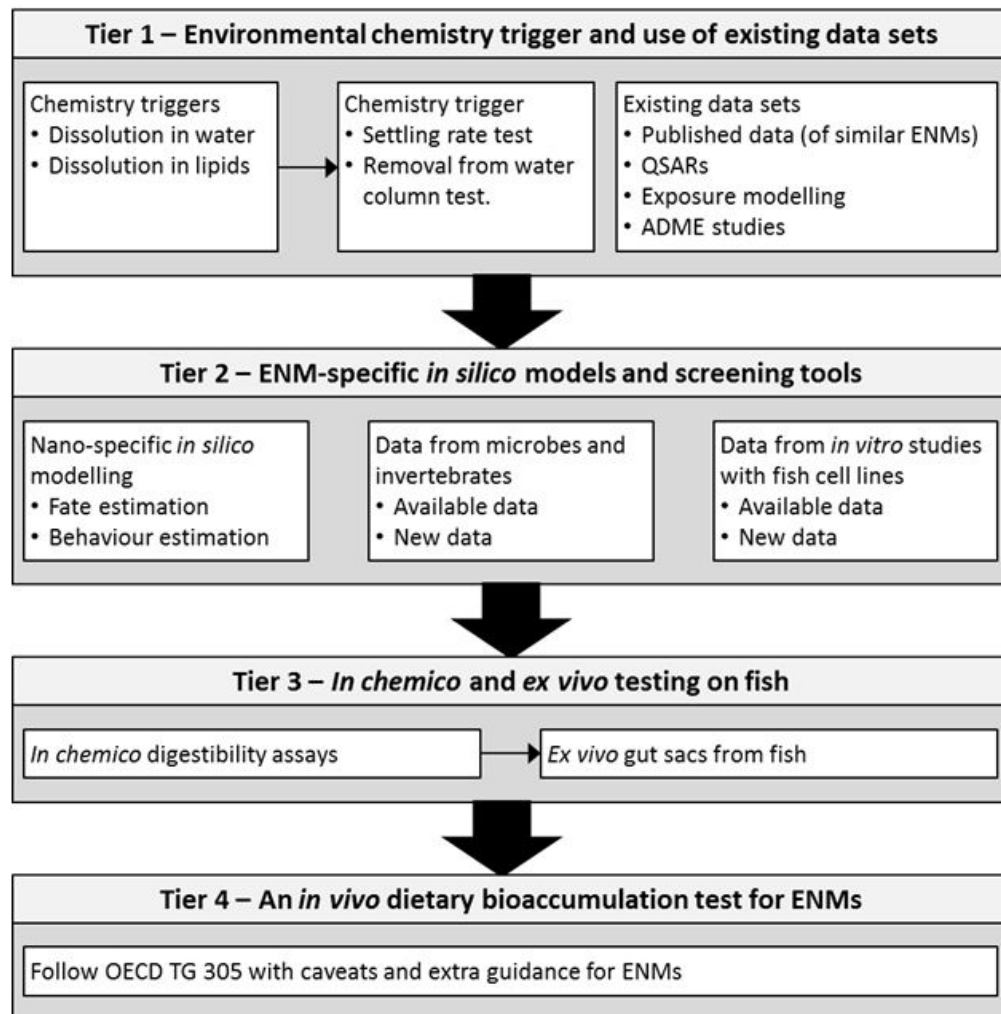 Tier 1 – Environmental chemistry trigger and use of existing data sets
Chemistry triggers
• Dissolution in water
• Dissolution in lipids
Chemistry trigger
• Settling rate test
• Removal from water
column test.
Existing data sets
• Published data (of similar ENMs)
• QSARs
• Exposure modelling
• ADME studies
Tier 2 – ENM-specific in silico models and screening tools
Nano-specific in silico
modelling
• Fate estimation
• Behaviour estimation
Data from microbes and
invertebrates
• Available data
• New data
Data from in vitro studies
with fish cell lines
• Available data
• New data
Tier 3 – In chemico and ex vivo testing on fish
In chemico digestibility assays
Ex vivo gut sacs from fish
Tier 4 – An in vivo dietary bioaccumulation test for ENMs
Follow OECD TG 305 with caveats and extra guidance for ENMs